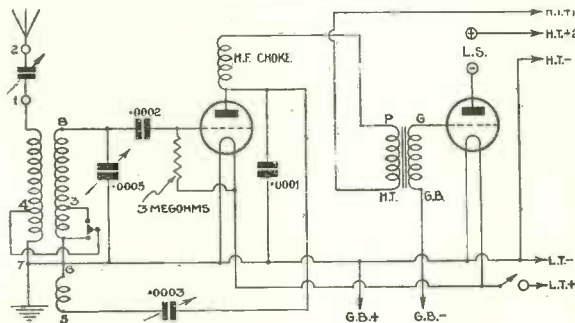 H.T.+1
H.T.+2
L.S.
H.T.-
2
H.F. CHOKE.
1
8
·0002
P
G
·0005
·0001
4
3
3 MEGOHMS
H.T.
G.B.
7
6
L.T.-
·0003
5
L.T.+
G.B.+
G.B.-